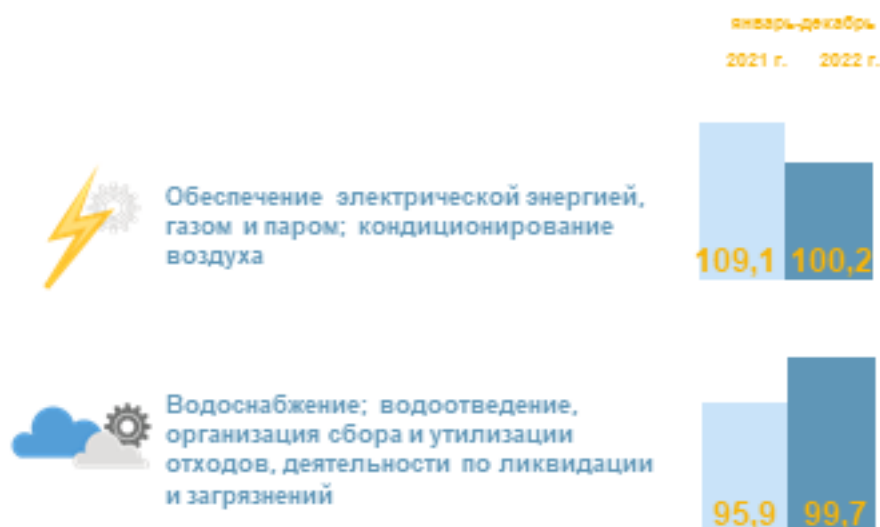 январь-декабрь
2021 г. 2022 г.
Обеспечение электрической энергией,
газом и паром; кондиционирование
воздуха
109,1 100,2
Водоснабжение; водоотведение,
организация сбора и утилизации
отходов, деятельности по ликвидации
и загрязнений
95,9 99,7